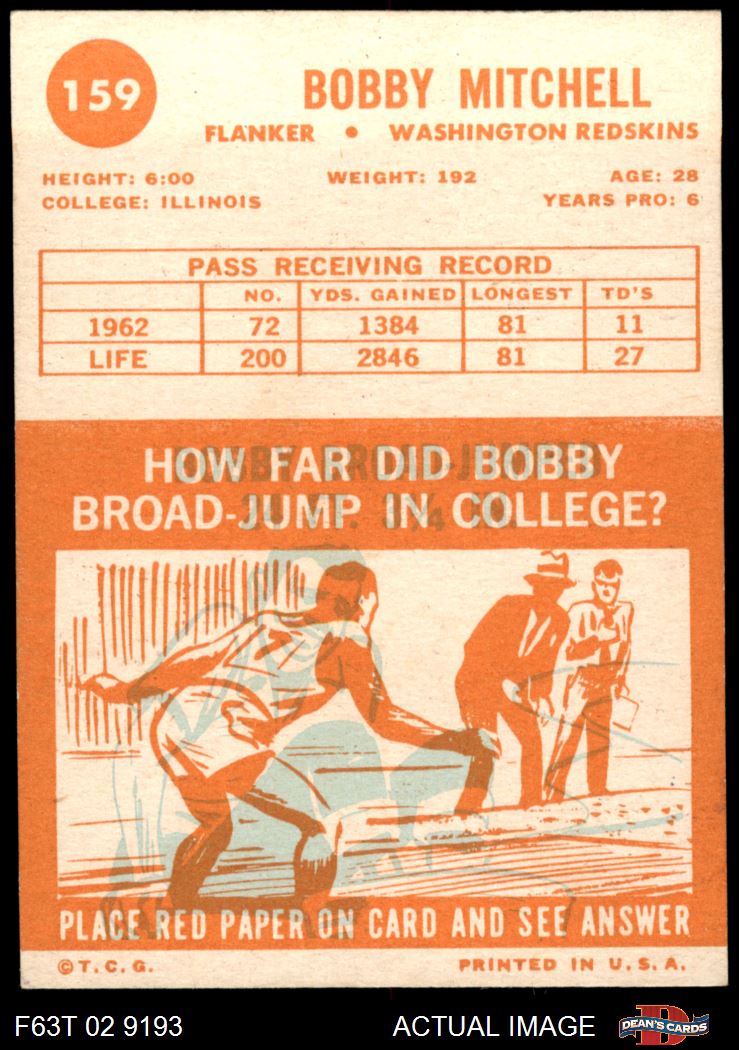 159
BOBBY MITCHELL
FLANKER • WASHINGTON REDSKINS
HEIGHT: 6:00 WEIGHT: 192 AGE: 28
COLLEGE: ILLINOIS YEARS PRO: 6
PASS RECEIVING RECORD
NO. YDS. GAINED LONGEST TD'S
1962 72 1384 81 11
LIFE 200 2846 81 27
HOW FAR DID BOBBY
BROAD-JUMP IN COLLEGE?
PLACE RED PAPER ON CARD AND SEE ANSWER
©T.C.G. PRINTED IN U.S.A.
F63T 02 9193 ACTUAL IMAGE D DEAN'S CARDS